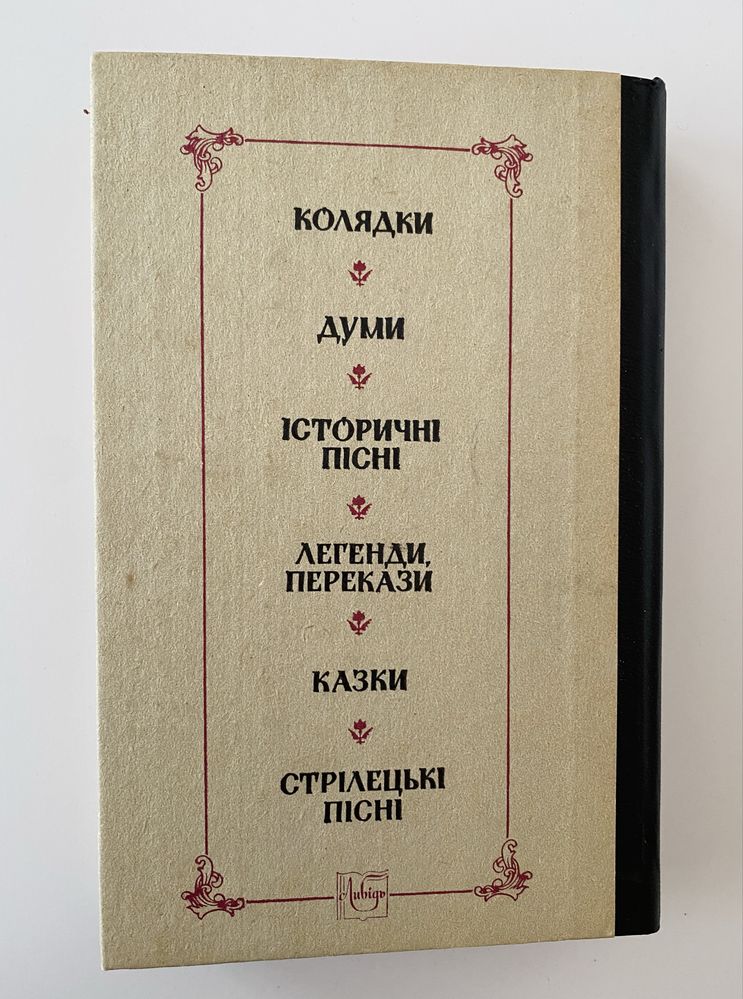 КОЛЯДКИ
ДУМИ
ІСТОРИЧНІ
ПІСНІ
ЛЕГЕНДИ,
ПЕРЕКАЗИ
КАЗКИ
СТРІЛЕЦЬКІ
ПІСНІ
Либідь